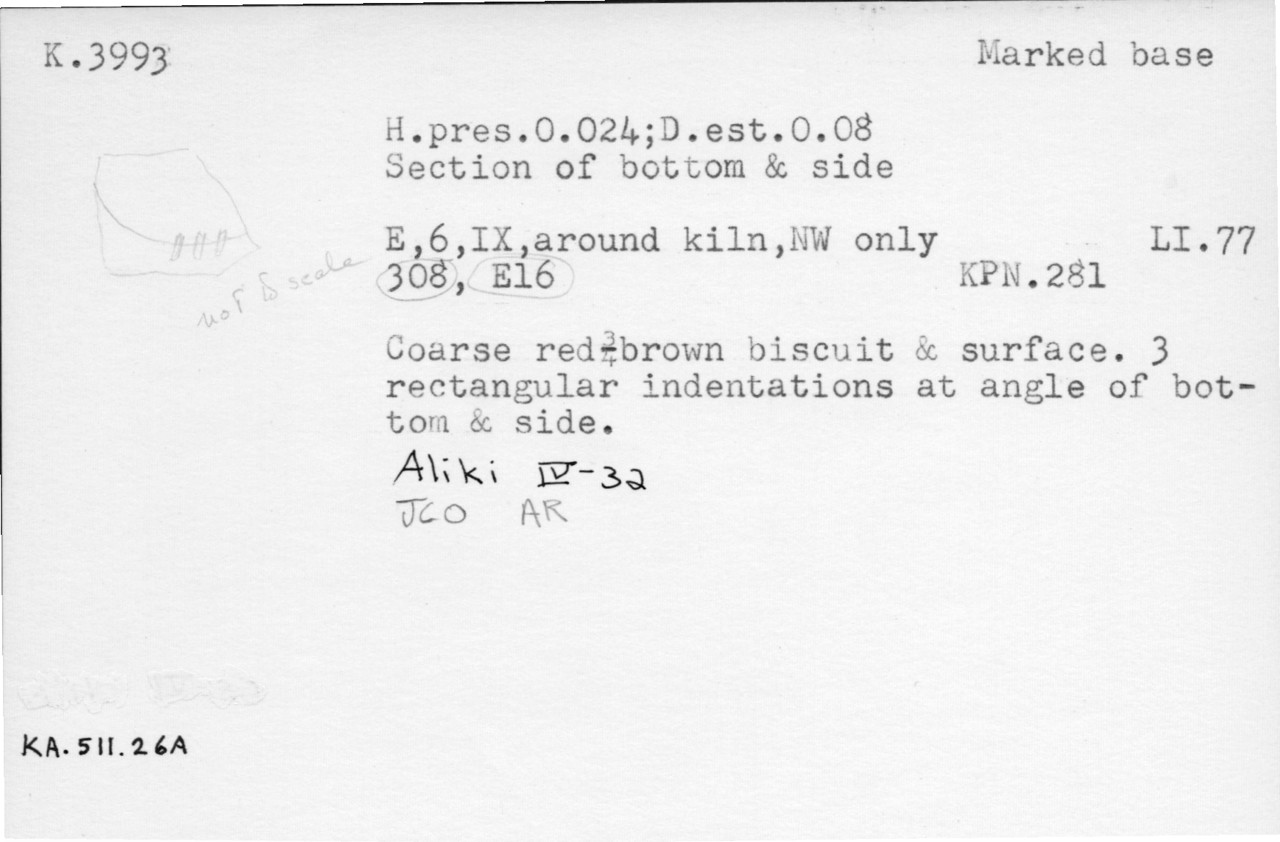 K.3993 Marked base
H.pres.0.024;D.est.0.08
Section of bottom & side
E,6,IX,around kiln,NW only LI.77
308, E16 KPN.281
not to scale
Coarse red-brown biscuit & surface. 3
rectangular indentations at angle of bot-
tom & side.
Aliki IV-32
JCO AR
KA.511.26A